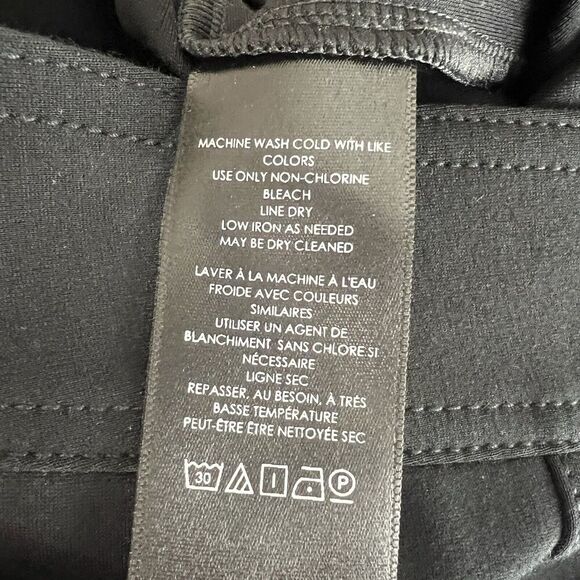 MACHINE WASH COLD WITH LIKE
COLORS
USE ONLY NON-CHLORINE
BLEACH
LINE DRY
LOW IRON AS NEEDED
MAY BE DRY CLEANED
LAVER À LA MACHINE À L'EAU
FROIDE AVEC COULEURS
SIMILAIRES
UTILISER UN AGENT DE
BLANCHIMENT SANS CHLORE SI
NÉCESSAIRE
LIGNE SEC
REPASSER, AU BESOIN, À TRÈS
BASSE TEMPÉRATURE
PEUT-ÊTRE ÊTRE NETTOYÉE SEC
30 P